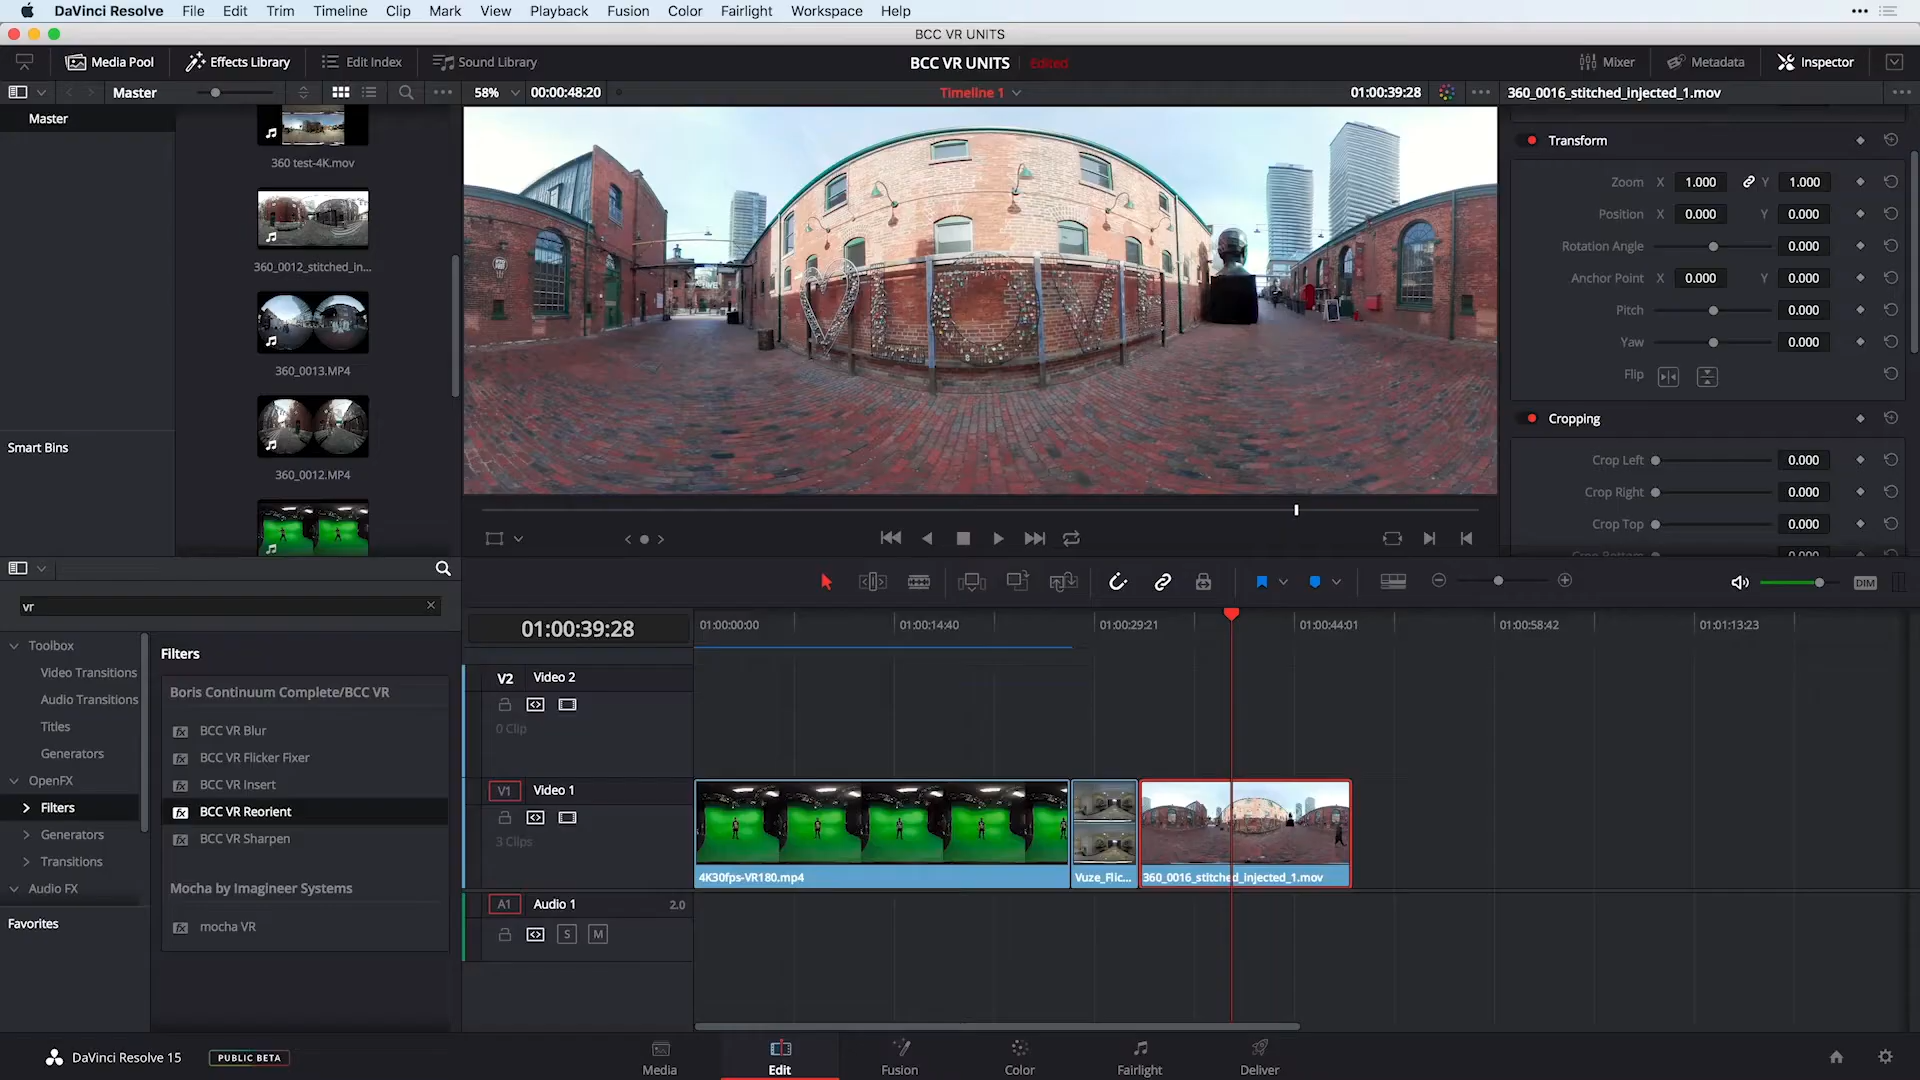 DaVinci Resolve File Edit Trim Timeline Clip Mark View Playback Fusion Color Fairlight Workspace Help
BCC VR UNITS
Media Pool Effects Library Edit Index Sound Library BCC VR UNITS Edited Mixer Metadata Inspector
Master 58% 00:00:48:20 Timeline 1 01:00:39:28 360_0016_stitched_injected_1.mov
Master
360 test-4K.mov
360_0012_stitched_in...
360_0013.MP4
360_0012.MP4
Smart Bins
Transform
Zoom X 1.000 Y 1.000
Position X 0.000 Y 0.000
Rotation Angle 0.000
Anchor Point X 0.000 Y 0.000
Pitch 0.000
Yaw 0.000
Flip
Cropping
Crop Left 0.000
Crop Right 0.000
Crop Top 0.000
Crop Bottom 0.000
DIM
vr
Toolbox
Video Transitions
Audio Transitions
Titles
Generators
OpenFX
Filters
Generators
Transitions
Audio FX
Favorites
Filters
Boris Continuum Complete/BCC VR
fx BCC VR Blur
fx BCC VR Flicker Fixer
fx BCC VR Insert
fx BCC VR Reorient
fx BCC VR Sharpen
Mocha by Imagineer Systems
fx mocha VR
01:00:39:28 01:00:00:00 01:00:14:40 01:00:29:21 01:00:44:01 01:00:58:42 01:01:13:23
V2 Video 2
0 Clip
V1 Video 1
3 Clips
4K30fps-VR180.mp4 Vuze_Flic... 360_0016_stitched_injected_1.mov
A1 Audio 1 2.0
S M
DaVinci Resolve 15 PUBLIC BETA
Media Edit Fusion Color Fairlight Deliver